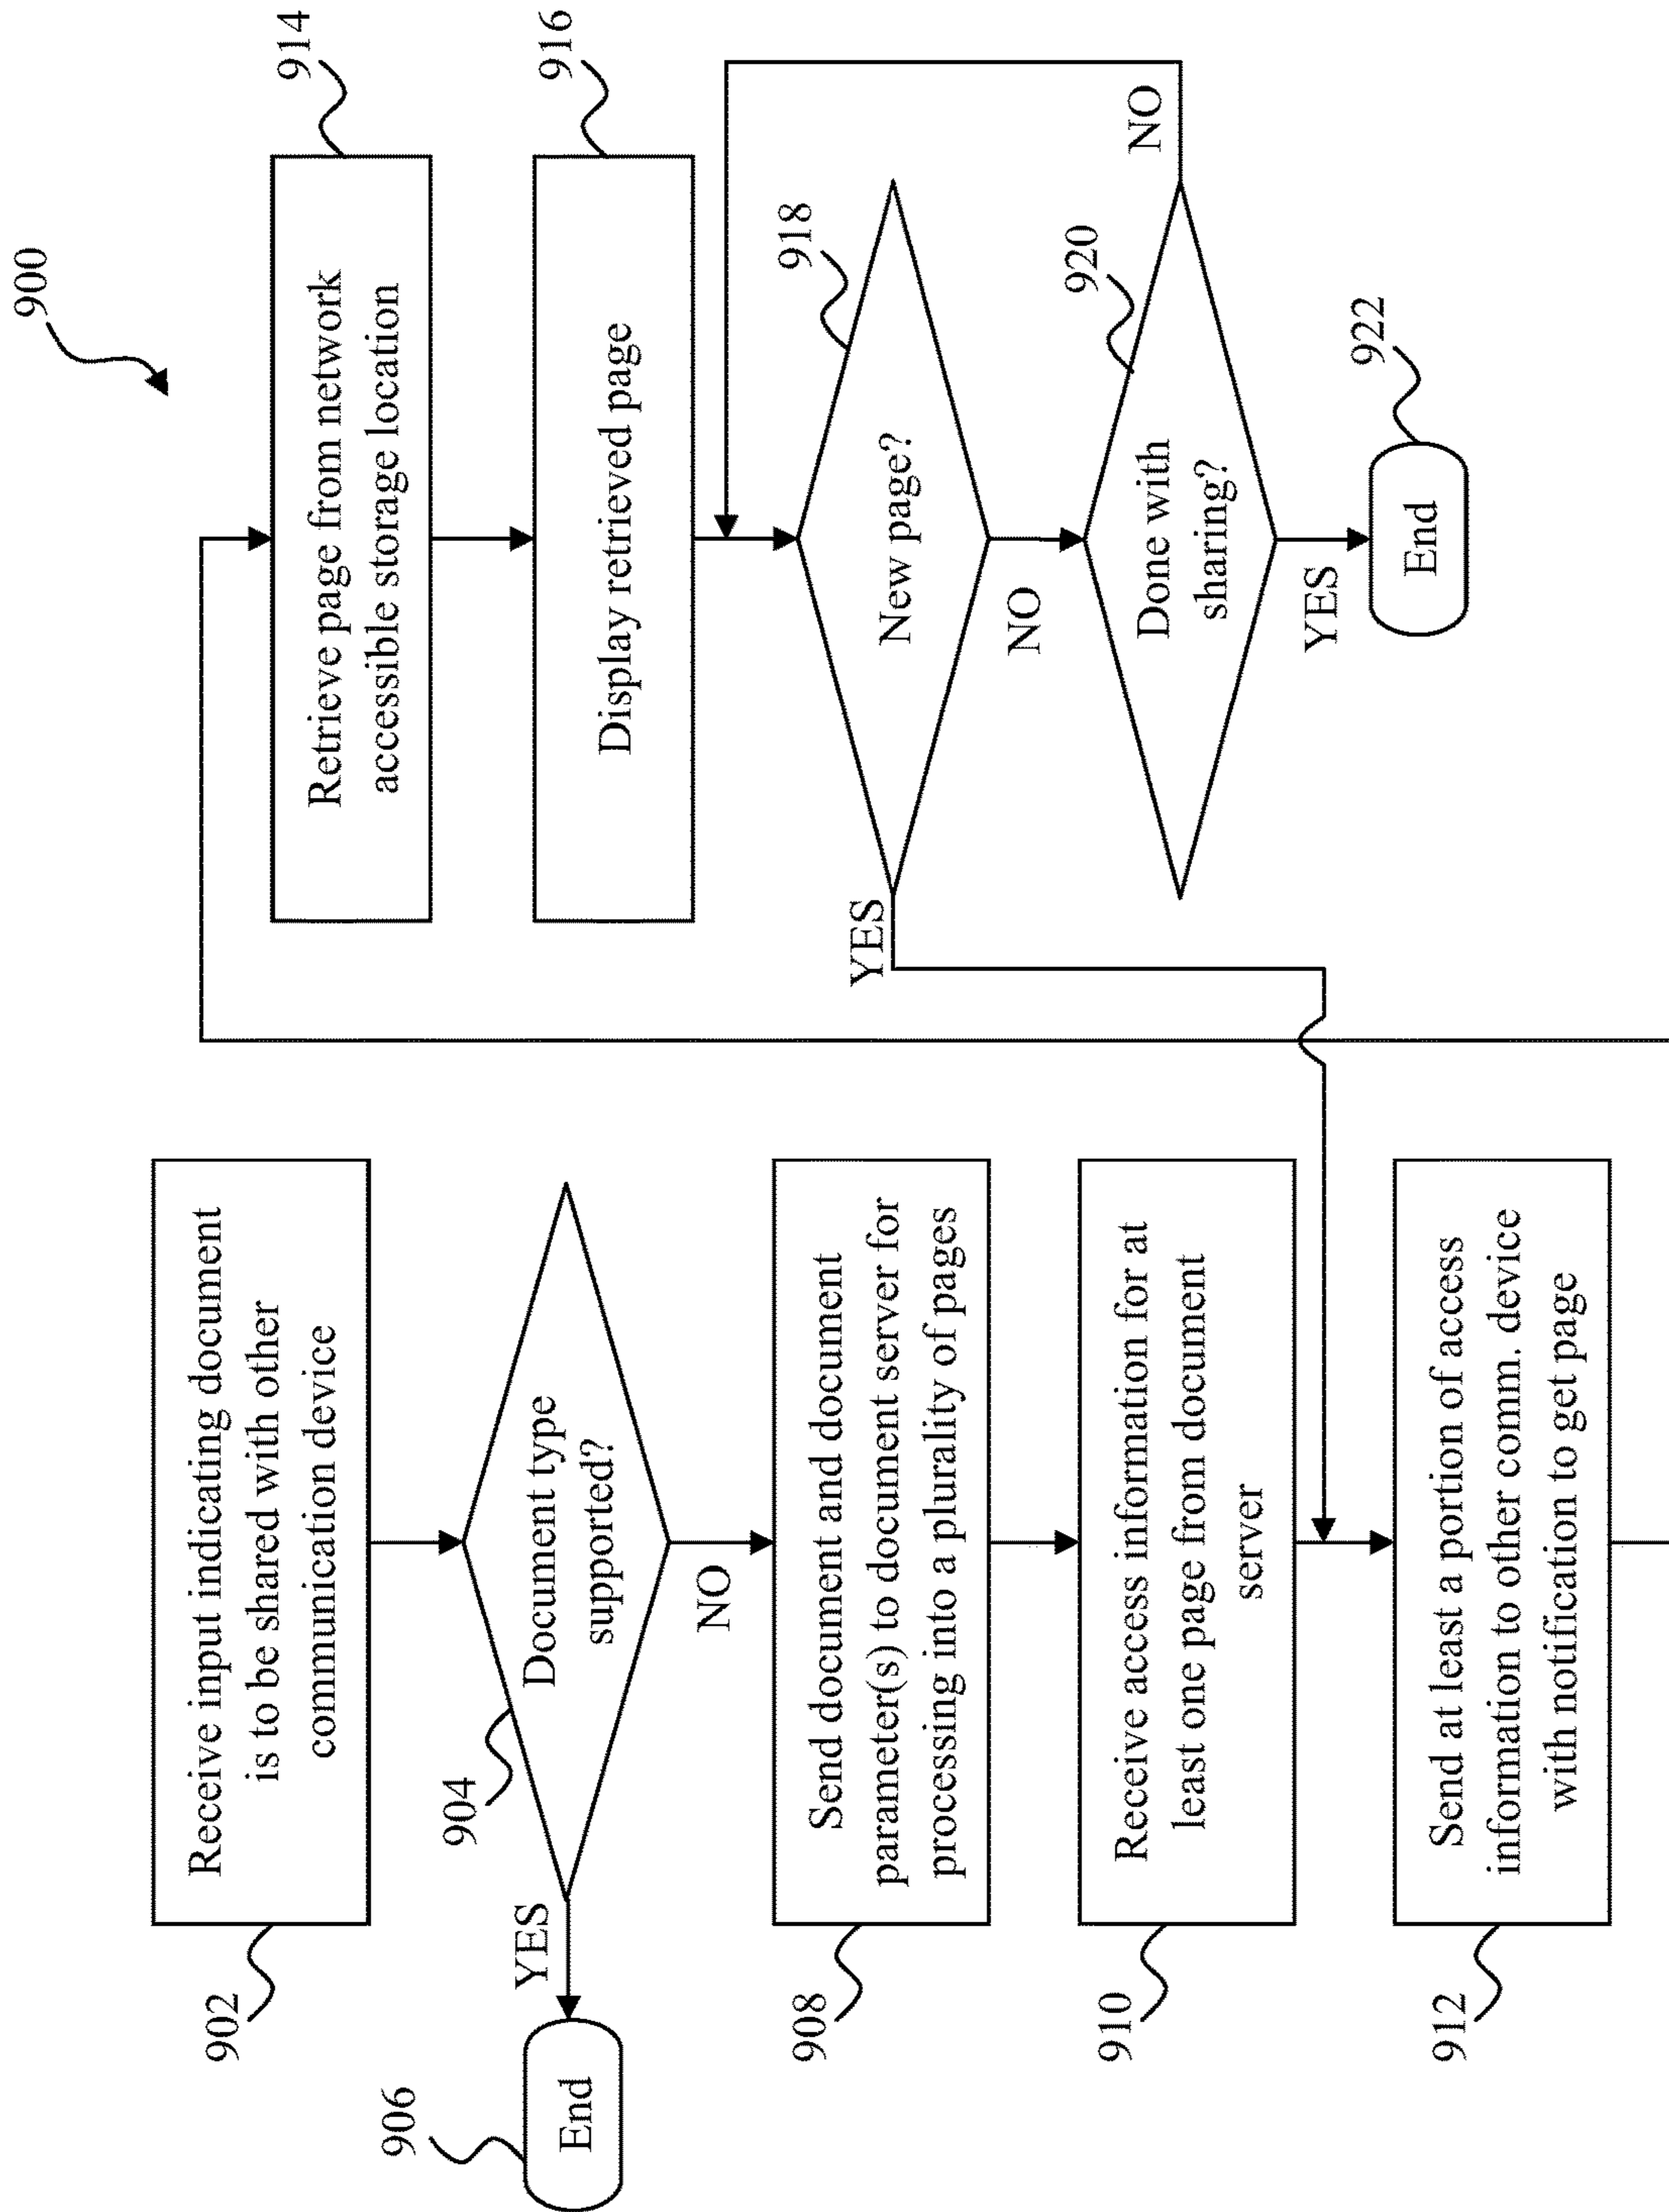 900
902
Receive input indicating document
is to be shared with other
communication device
904
Document type
supported?
YES
906
End
NO
908
Send document and document
parameter(s) to document server for
processing into a plurality of pages
910
Receive access information for at
least one page from document
server
912
Send at least a portion of access
information to other comm. device
with notification to get page
914
Retrieve page from network
accessible storage location
916
Display retrieved page
918
New page?
YES
NO
920
Done with
sharing?
NO
YES
922
End